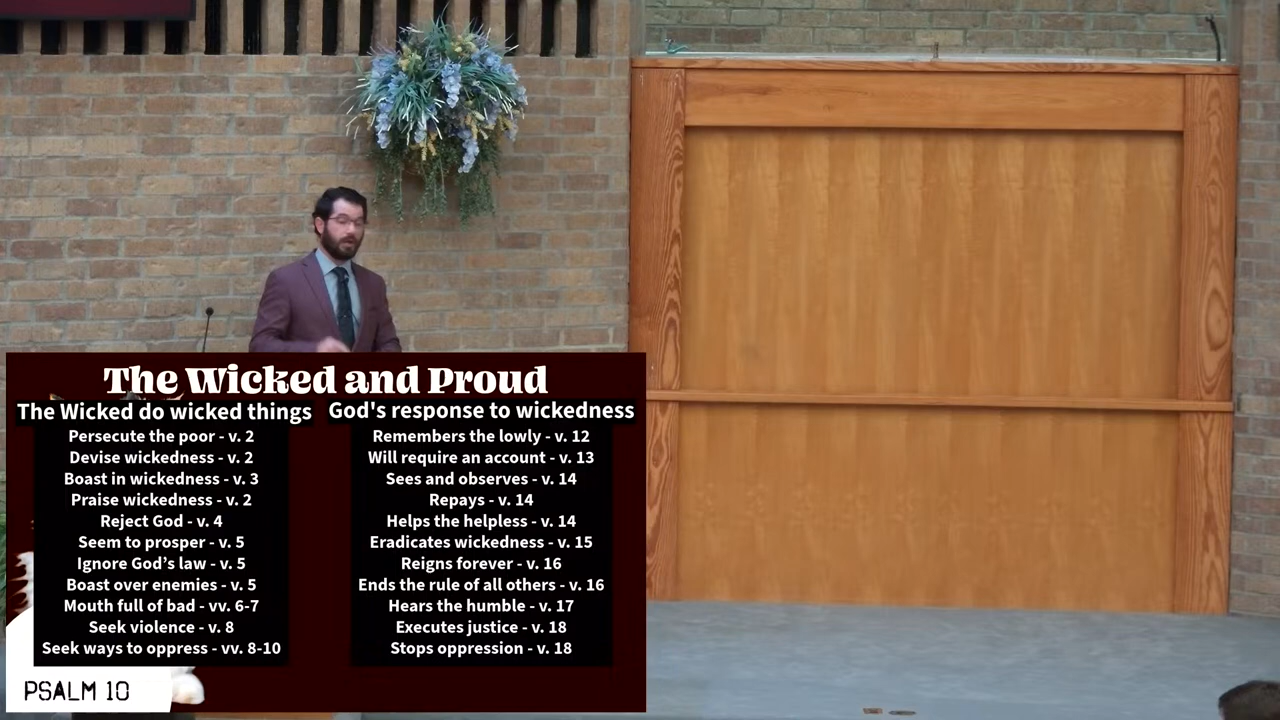 The Wicked and Proud
The Wicked do wicked things
Persecute the poor - v. 2
Devise wickedness - v. 2
Boast in wickedness - v. 3
Praise wickedness - v. 2
Reject God - v. 4
Seem to prosper - v. 5
Ignore God’s law - v. 5
Boast over enemies - v. 5
Mouth full of bad - vv. 6-7
Seek violence - v. 8
Seek ways to oppress - vv. 8-10
God's response to wickedness
Remembers the lowly - v. 12
Will require an account - v. 13
Sees and observes - v. 14
Repays - v. 14
Helps the helpless - v. 14
Eradicates wickedness - v. 15
Reigns forever - v. 16
Ends the rule of all others - v. 16
Hears the humble - v. 17
Executes justice - v. 18
Stops oppression - v. 18
PSALM 10